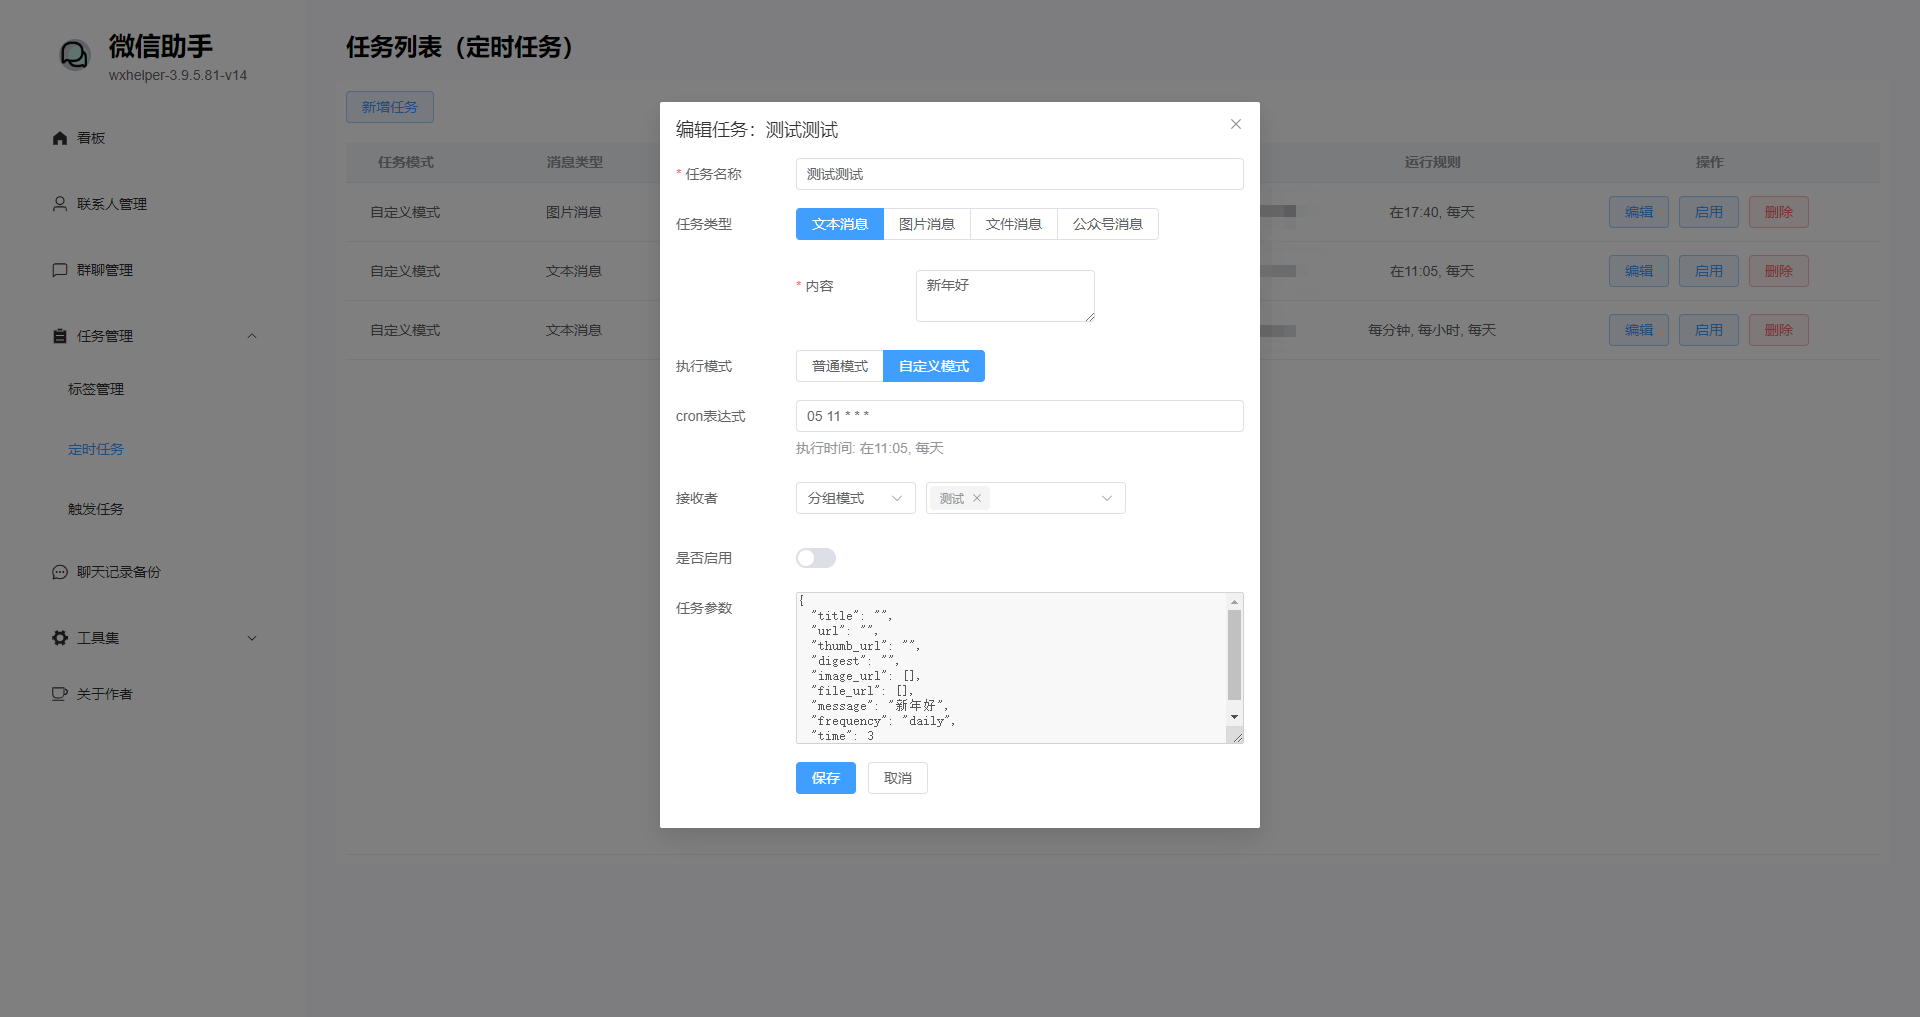 微信助手
wxhelper-3.9.5.81-v14
看板
联系人管理
群聊管理
任务管理
标签管理
定时任务
触发任务
聊天记录备份
工具集
关于作者
任务列表（定时任务）
新增任务
任务模式 消息类型 运行规则 操作
自定义模式 图片消息 在17:40, 每天 编辑 启用 删除
自定义模式 文本消息 在11:05, 每天 编辑 启用 删除
自定义模式 文本消息 每分钟, 每小时, 每天 编辑 启用 删除
编辑任务：测试测试
* 任务名称 测试测试
任务类型 文本消息 图片消息 文件消息 公众号消息
* 内容 新年好
执行模式 普通模式 自定义模式
cron表达式 05 11 * * *
执行时间: 在11:05, 每天
接收者 分组模式 测试
是否启用
任务参数
{
"title": "",
"url": "",
"thumb_url": "",
"digest": "",
"image_url": [],
"file_url": [],
"message": "新年好",
"frequency": "daily",
"time": 3
保存 取消